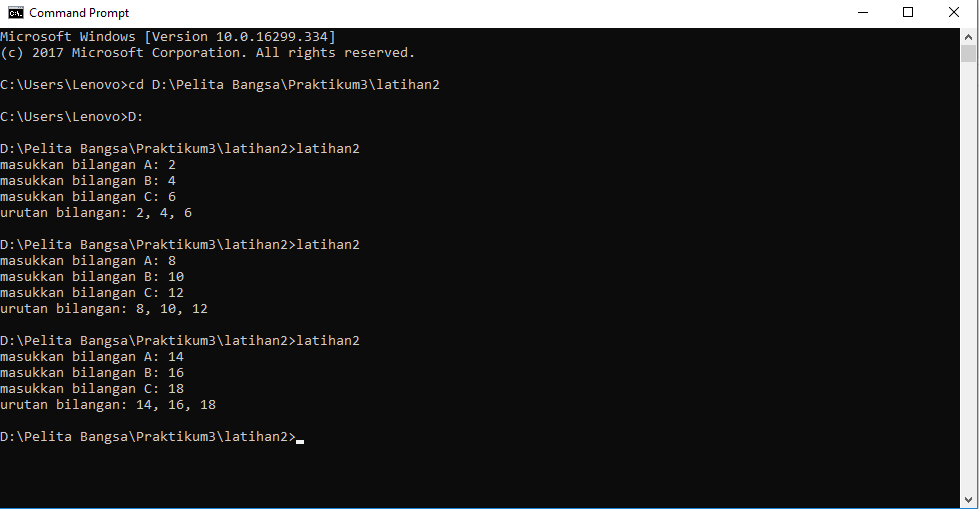 Command Prompt
Microsoft Windows [Version 10.0.16299.334]
(c) 2017 Microsoft Corporation. All rights reserved.
C:\Users\Lenovo>cd D:\Pelita Bangsa\Praktikum3\latihan2
C:\Users\Lenovo>D:
D:\Pelita Bangsa\Praktikum3\latihan2>latihan2
masukkan bilangan A: 2
masukkan bilangan B: 4
masukkan bilangan C: 6
urutan bilangan: 2, 4, 6
D:\Pelita Bangsa\Praktikum3\latihan2>latihan2
masukkan bilangan A: 8
masukkan bilangan B: 10
masukkan bilangan C: 12
urutan bilangan: 8, 10, 12
D:\Pelita Bangsa\Praktikum3\latihan2>latihan2
masukkan bilangan A: 14
masukkan bilangan B: 16
masukkan bilangan C: 18
urutan bilangan: 14, 16, 18
D:\Pelita Bangsa\Praktikum3\latihan2>